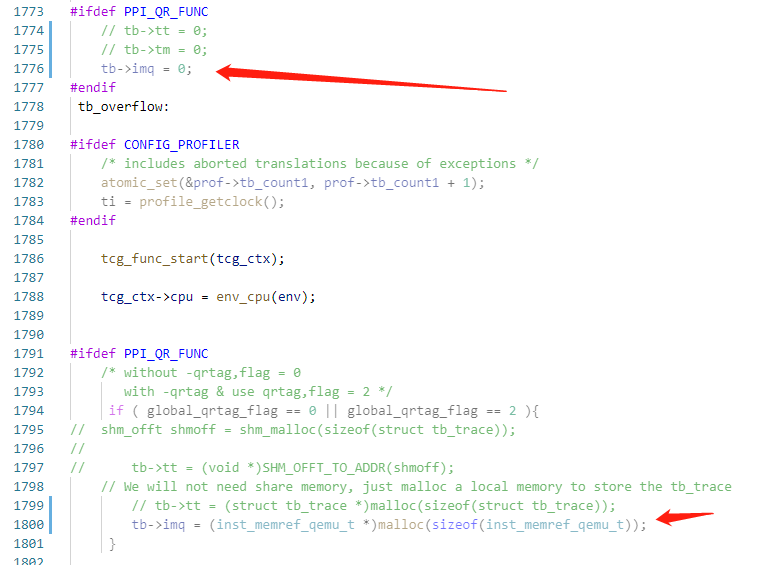 1773 #ifdef PPI_QR_FUNC
1774     // tb->tt = 0;
1775     // tb->tm = 0;
1776     tb->imq = 0;
1777 #endif
1778  tb_overflow:
1779
1780 #ifdef CONFIG_PROFILER
1781     /* includes aborted translations because of exceptions */
1782     atomic_set(&prof->tb_count1, prof->tb_count1 + 1);
1783     ti = profile_getclock();
1784 #endif
1785
1786     tcg_func_start(tcg_ctx);
1787
1788     tcg_ctx->cpu = env_cpu(env);
1789
1790
1791 #ifdef PPI_QR_FUNC
1792     /* without -qrtag,flag = 0
1793        with -qrtag & use qrtag,flag = 2 */
1794      if ( global_qrtag_flag == 0 || global_qrtag_flag == 2 ){
1795 //  shm_offt shmoff = shm_malloc(sizeof(struct tb_trace));
1796 //
1797 //      tb->tt = (void *)SHM_OFFT_TO_ADDR(shmoff);
1798     // We will not need share memory, just malloc a local memory to store the tb_trace
1799         // tb->tt = (struct tb_trace *)malloc(sizeof(struct tb_trace));
1800         tb->imq = (inst_memref_qemu_t *)malloc(sizeof(inst_memref_qemu_t));
1801      }
1802